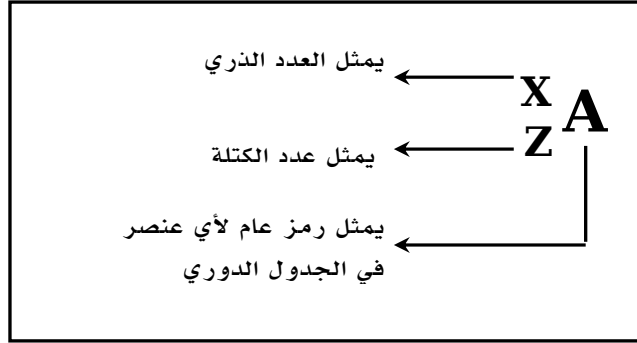 يمثل العدد الذري
X
A
Z
يمثل عدد الكتلة
يمثل رمز عام لأي عنصر
في الجدول الدوري